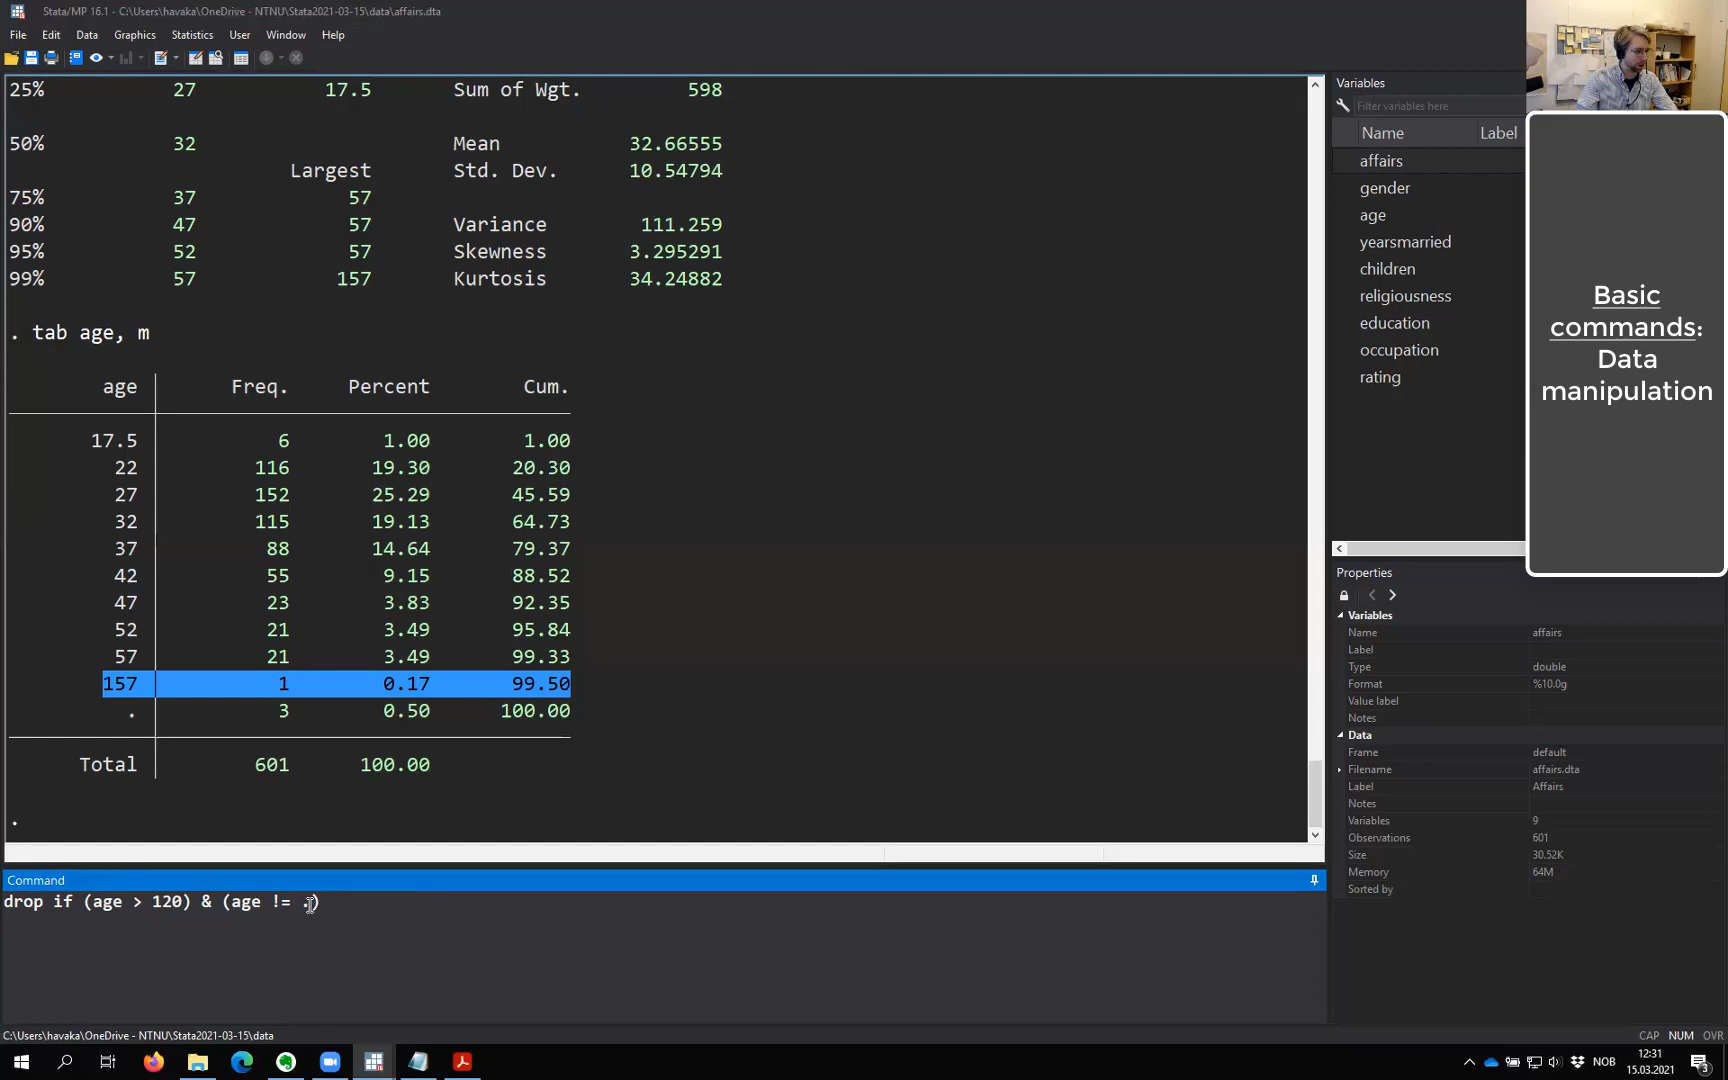 Stata/MP 16.1 - C:\Users\havaka\OneDrive - NTNU\Stata2021-03-15\data\affairs.dta
File Edit Data Graphics Statistics User Window Help
25% 27 17.5 Sum of Wgt. 598
50% 32 Mean 32.66555
Largest Std. Dev. 10.54794
75% 37 57
90% 47 57 Variance 111.259
95% 52 57 Skewness 3.295291
99% 57 157 Kurtosis 34.24882
. tab age, m
age Freq. Percent Cum.
17.5 6 1.00 1.00
22 116 19.30 20.30
27 152 25.29 45.59
32 115 19.13 64.73
37 88 14.64 79.37
42 55 9.15 88.52
47 23 3.83 92.35
52 21 3.49 95.84
57 21 3.49 99.33
157 1 0.17 99.50
. 3 0.50 100.00
Total 601 100.00
.
Command
drop if (age > 120) & (age != .)
C:\Users\havaka\OneDrive - NTNU\Stata2021-03-15\data
Variables
Filter variables here
Name Label
affairs
gender
age
yearsmarried
children
religiousness
education
occupation
rating
Basic
commands:
Data
manipulation
Properties
Variables
Name affairs
Label
Type double
Format %10.0g
Value label
Notes
Data
Frame default
Filename affairs.dta
Label Affairs
Notes
Variables 9
Observations 601
Size 30.52K
Memory 64M
Sorted by
CAP NUM OVR
NOB
12:31
15.03.2021
3